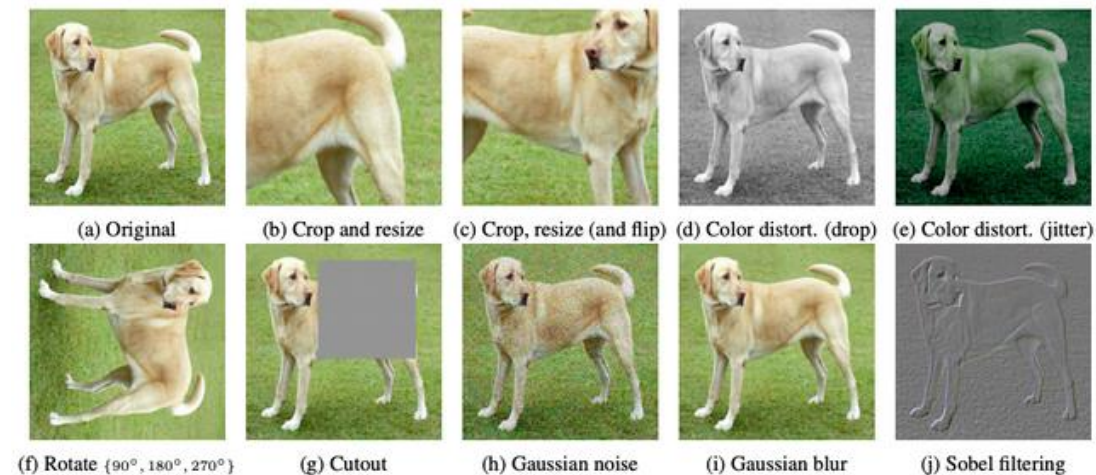 (a) Original
(b) Crop and resize
(c) Crop, resize (and flip)
(d) Color distort. (drop)
(e) Color distort. (jitter)
(f) Rotate {90°, 180°, 270°}
(g) Cutout
(h) Gaussian noise
(i) Gaussian blur
(j) Sobel filtering